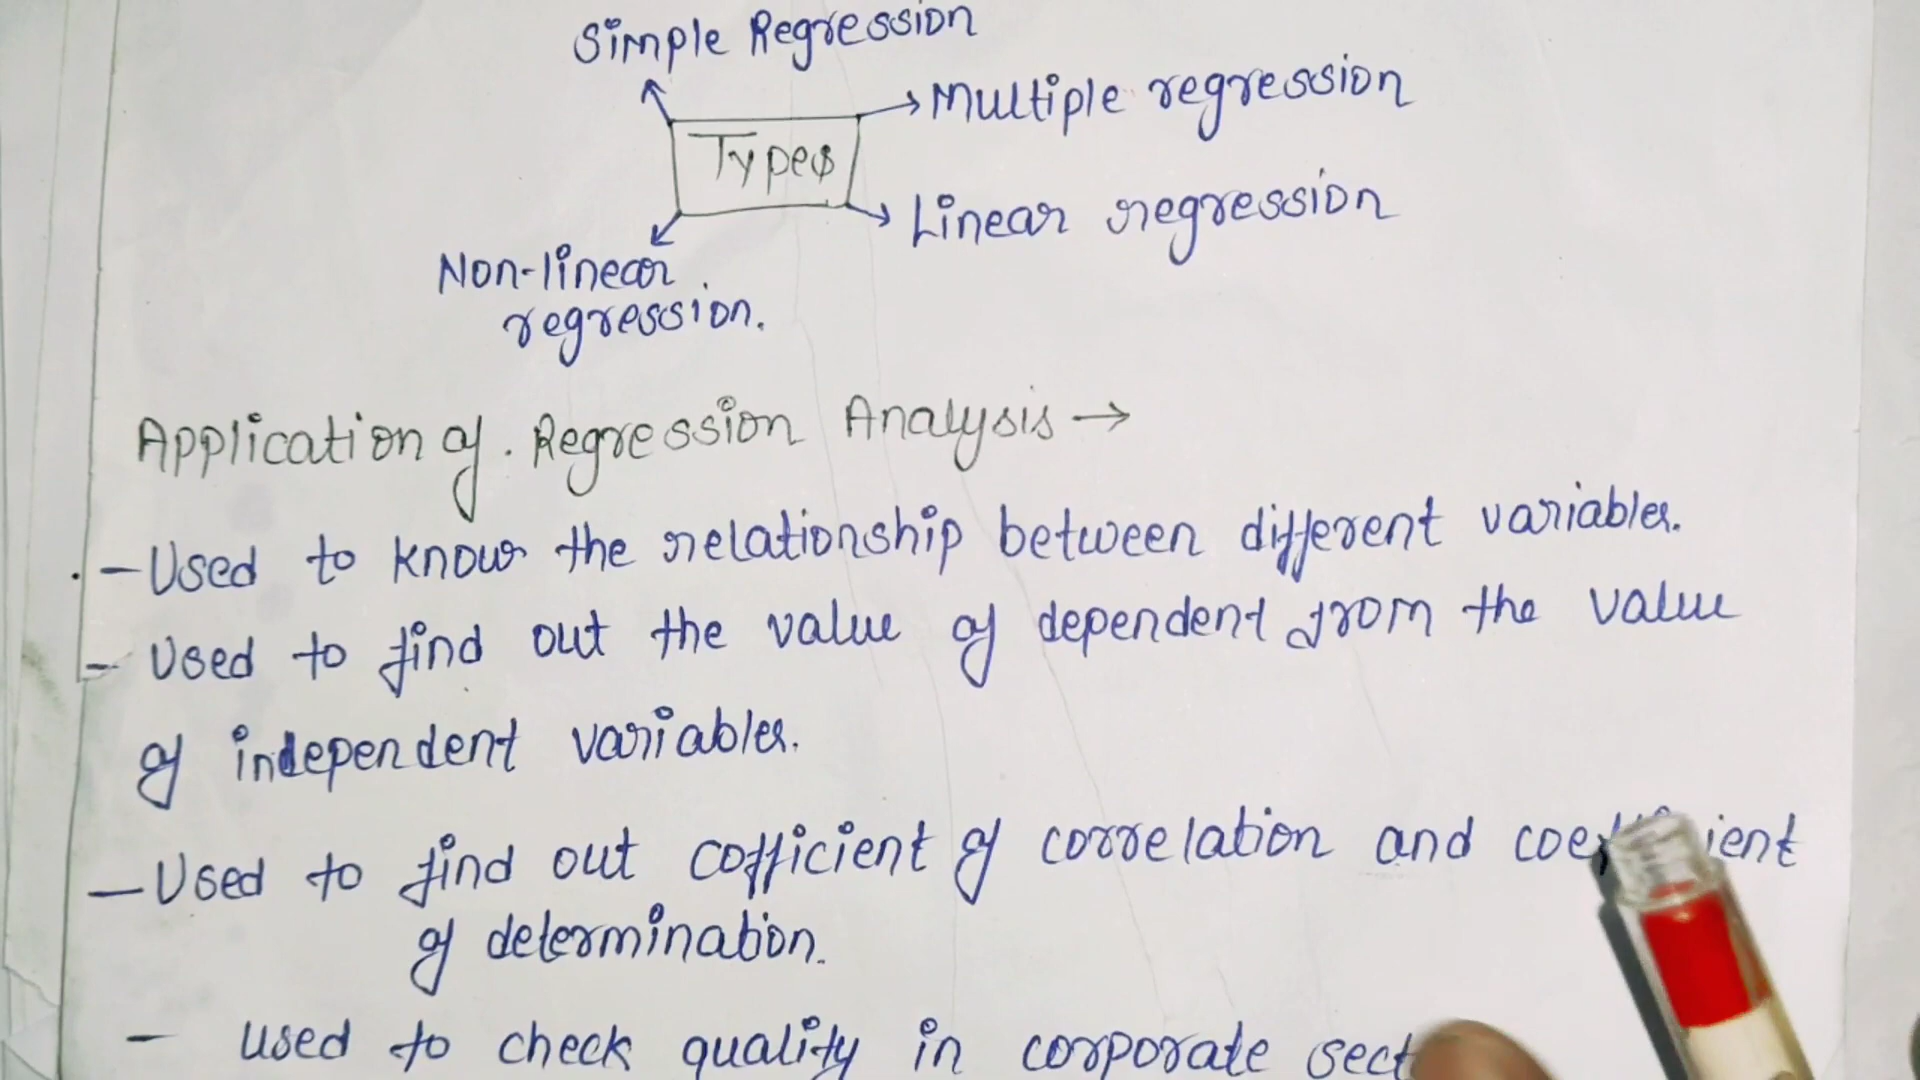 Simple Regression
Multiple regression
Types
Linear regression
Non-linear
regression.
Application of. Regression Analysis →
- Used to know the relationship between different variables.
- Used to find out the value of dependent from the value
of independent variables.
- Used to find out cofficient of correlation and
of determination.
- used to check quality in corporate